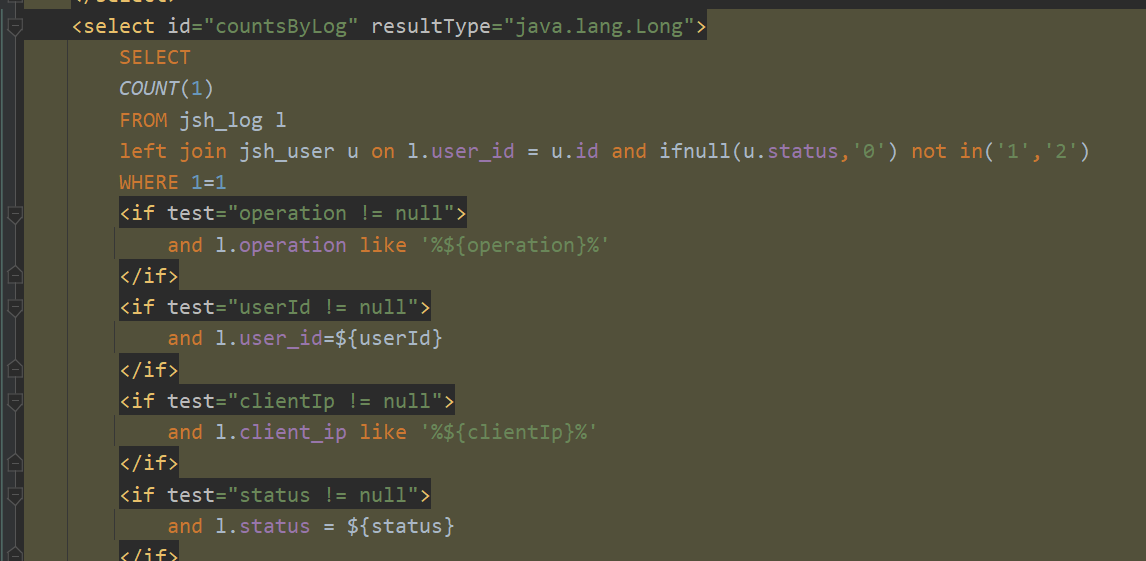 </select>
<select id="countsByLog" resultType="java.lang.Long">
SELECT
COUNT(1)
FROM jsh_log l
left join jsh_user u on l.user_id = u.id and ifnull(u.status,'0') not in('1','2')
WHERE 1=1
<if test="operation != null">
and l.operation like '%${operation}%'
</if>
<if test="userId != null">
and l.user_id=${userId}
</if>
<if test="clientIp != null">
and l.client_ip like '%${clientIp}%'
</if>
<if test="status != null">
and l.status = ${status}
</if>